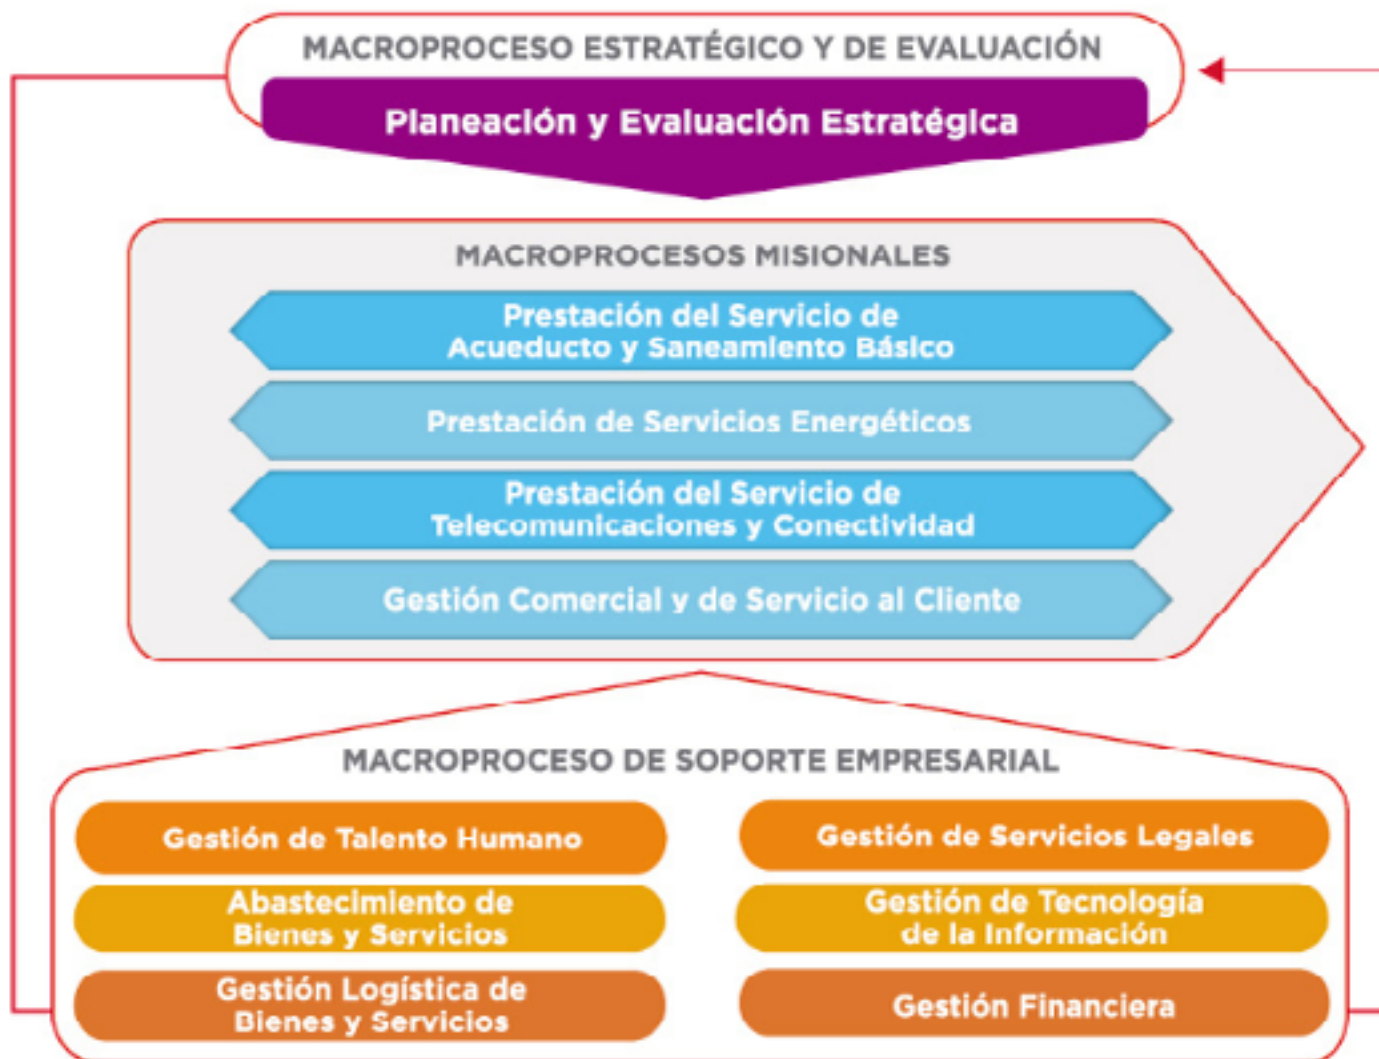 MACROPROCESO ESTRATÉGICO Y DE EVALUACIÓN
Planeación y Evaluación Estratégica
MACROPROCESOS MISIONALES
Prestación del Servicio de
Acueducto y Saneamiento Básico
Prestación de Servicios Energéticos
Prestación del Servicio de
Telecomunicaciones y Conectividad
Gestión Comercial y de Servicio al Cliente
MACROPROCESO DE SOPORTE EMPRESARIAL
Gestión de Talento Humano
Abastecimiento de
Bienes y Servicios
Gestión Logística de
Bienes y Servicios
Gestión de Servicios Legales
Gestión de Tecnología
de la Información
Gestión Financiera